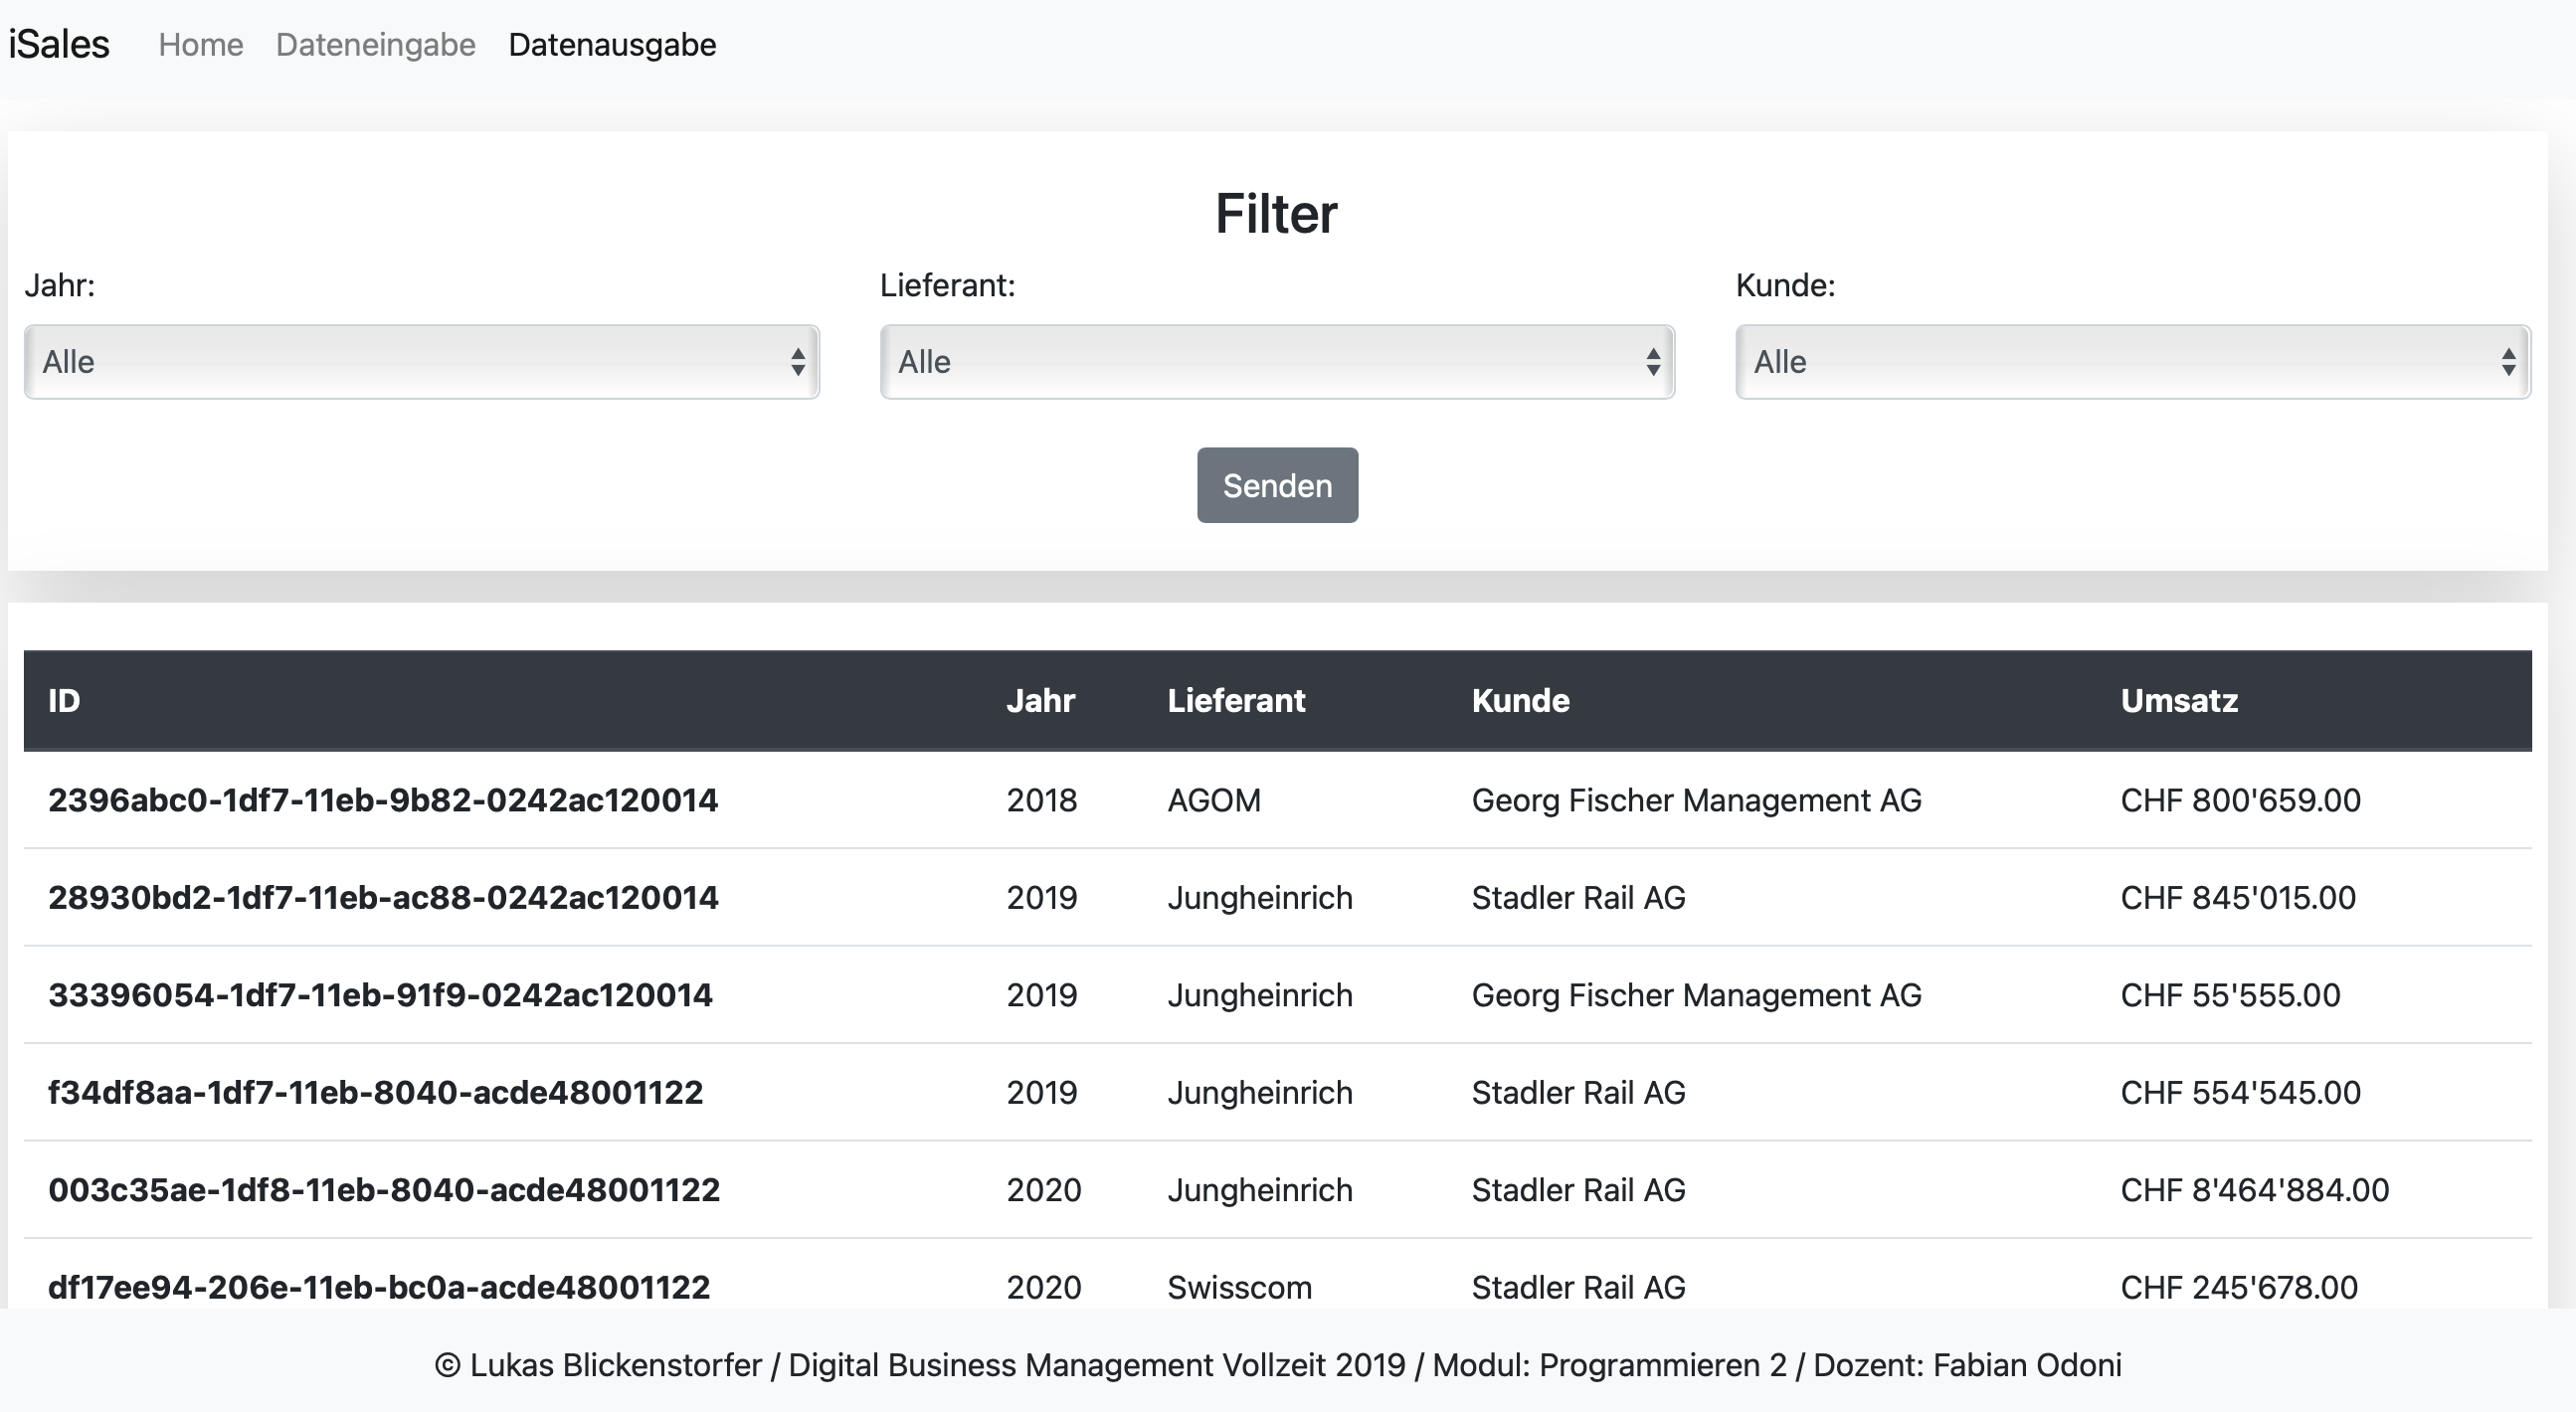 iSales Home Dateneingabe Datenausgabe
Filter
Jahr: Lieferant: Kunde:
Alle Alle Alle
Senden
ID Jahr Lieferant Kunde Umsatz
2396abc0-1df7-11eb-9b82-0242ac120014 2018 AGOM Georg Fischer Management AG CHF 800'659.00
28930bd2-1df7-11eb-ac88-0242ac120014 2019 Jungheinrich Stadler Rail AG CHF 845'015.00
33396054-1df7-11eb-91f9-0242ac120014 2019 Jungheinrich Georg Fischer Management AG CHF 55'555.00
f34df8aa-1df7-11eb-8040-acde48001122 2019 Jungheinrich Stadler Rail AG CHF 554'545.00
003c35ae-1df8-11eb-8040-acde48001122 2020 Jungheinrich Stadler Rail AG CHF 8'464'884.00
df17ee94-206e-11eb-bc0a-acde48001122 2020 Swisscom Stadler Rail AG CHF 245'678.00
© Lukas Blickenstorfer / Digital Business Management Vollzeit 2019 / Modul: Programmieren 2 / Dozent: Fabian Odoni